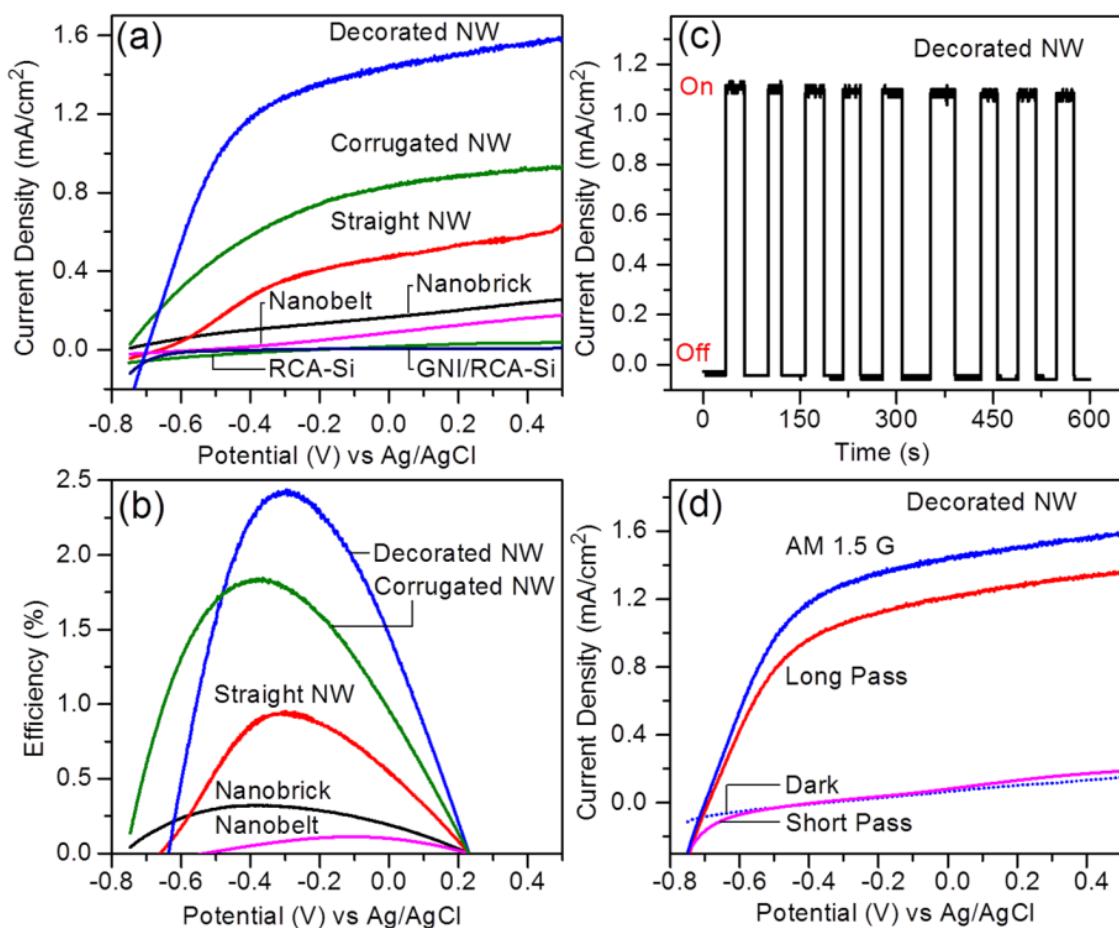 (a)
Decorated NW
Corrugated NW
Straight NW
Nanobelt
Nanobrick
RCA-Si
GNI/RCA-Si
1.6
1.2
0.8
0.4
0.0
Current Density (mA/cm²)
-0.8 -0.6 -0.4 -0.2 0.0 0.2 0.4
Potential (V) vs Ag/AgCl
(c)
Decorated NW
On
Off
1.2
1.0
0.8
0.6
0.4
0.2
0.0
Current Density (mA/cm²)
0 150 300 450 600
Time (s)
(b)
Decorated NW
Corrugated NW
Straight NW
Nanobrick
Nanobelt
2.5
2.0
1.5
1.0
0.5
0.0
Efficiency (%)
-0.8 -0.6 -0.4 -0.2 0.0 0.2 0.4
Potential (V) vs Ag/AgCl
(d)
Decorated NW
AM 1.5 G
Long Pass
Dark
Short Pass
1.6
1.2
0.8
0.4
0.0
Current Density (mA/cm²)
-0.8 -0.6 -0.4 -0.2 0.0 0.2 0.4
Potential (V) vs Ag/AgCl